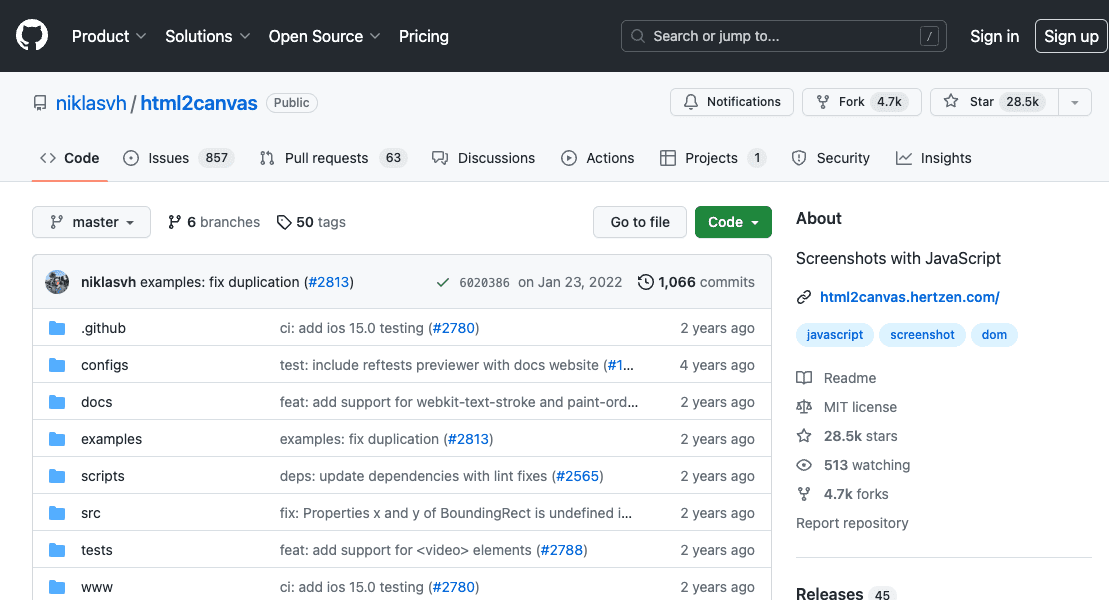 Product Solutions Open Source Pricing Search or jump to... / Sign in Sign up
niklasvh / html2canvas Public Notifications Fork 4.7k Star 28.5k
Code Issues 857 Pull requests 63 Discussions Actions Projects 1 Security Insights
master 6 branches 50 tags Go to file Code
niklasvh examples: fix duplication (#2813) 6020386 on Jan 23, 2022 1,066 commits
.github ci: add ios 15.0 testing (#2780) 2 years ago
configs test: include reftests previewer with docs website (#1… 4 years ago
docs feat: add support for webkit-text-stroke and paint-ord… 2 years ago
examples examples: fix duplication (#2813) 2 years ago
scripts deps: update dependencies with lint fixes (#2565) 2 years ago
src fix: Properties x and y of BoundingRect is undefined i… 2 years ago
tests feat: add support for <video> elements (#2788) 2 years ago
www ci: add ios 15.0 testing (#2780) 2 years ago
About
Screenshots with JavaScript
html2canvas.hertzen.com/
javascript screenshot dom
Readme
MIT license
28.5k stars
513 watching
4.7k forks
Report repository
Releases 45